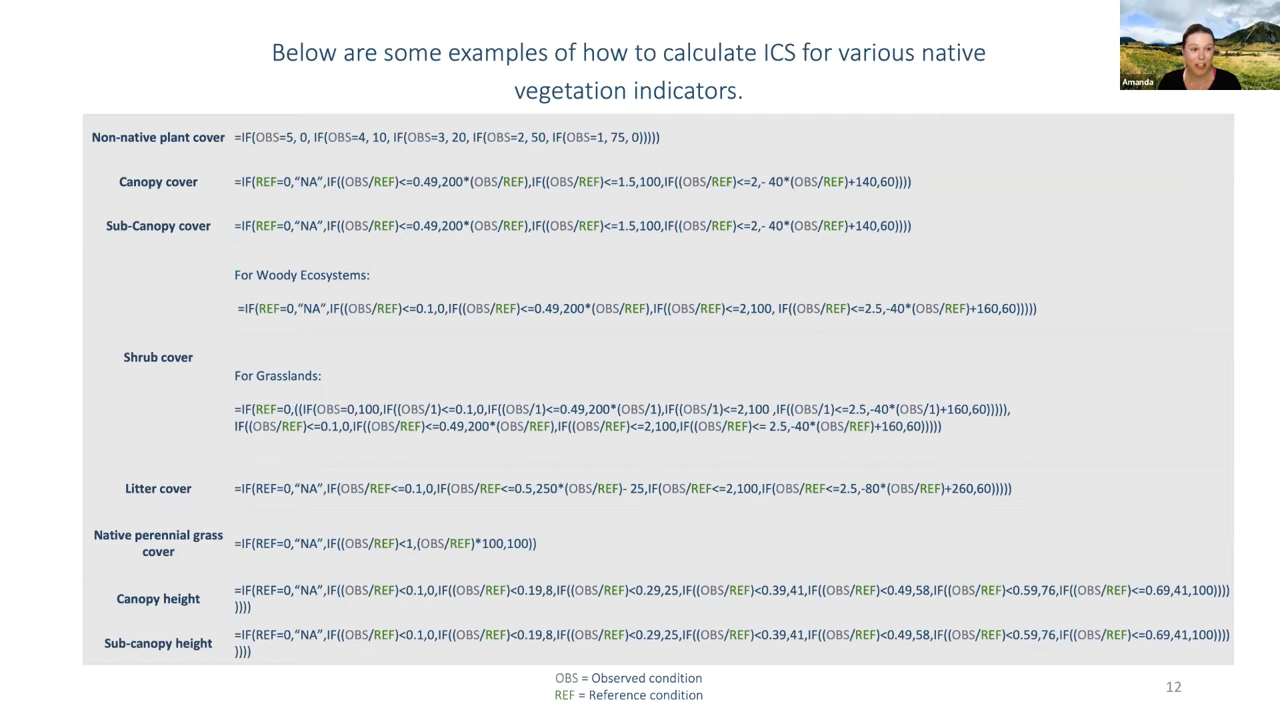 Below are some examples of how to calculate ICS for various native
vegetation indicators.
Amanda
Non-native plant cover =IF(OBS=5, 0, IF(OBS=4, 10, IF(OBS=3, 20, IF(OBS=2, 50, IF(OBS=1, 75, 0)))))
Canopy cover =IF(REF=0,“NA”,IF((OBS/REF)<=0.49,200*(OBS/REF),IF((OBS/REF)<=1.5,100,IF((OBS/REF)<=2,- 40*(OBS/REF)+140,60))))
Sub-Canopy cover =IF(REF=0,“NA”,IF((OBS/REF)<=0.49,200*(OBS/REF),IF((OBS/REF)<=1.5,100,IF((OBS/REF)<=2,- 40*(OBS/REF)+140,60))))
For Woody Ecosystems:
=IF(REF=0,“NA”,IF((OBS/REF)<=0.1,0,IF((OBS/REF)<=0.49,200*(OBS/REF),IF((OBS/REF)<=2,100, IF((OBS/REF)<=2.5,-40*(OBS/REF)+160,60)))))
Shrub cover
For Grasslands:
=IF(REF=0,((IF(OBS=0,100,IF((OBS/1)<=0.1,0,IF((OBS/1)<=0.49,200*(OBS/1),IF((OBS/1)<=2,100 ,IF((OBS/1)<=2.5,-40*(OBS/1)+160,60))))),
IF((OBS/REF)<=0.1,0,IF((OBS/REF)<=0.49,200*(OBS/REF),IF((OBS/REF)<=2,100,IF((OBS/REF)<= 2.5,-40*(OBS/REF)+160,60)))))
Litter cover =IF(REF=0,“NA”,IF(OBS/REF<=0.1,0,IF(OBS/REF<=0.5,250*(OBS/REF)- 25,IF(OBS/REF<=2,100,IF(OBS/REF<=2.5,-80*(OBS/REF)+260,60)))))
Native perennial grass
cover =IF(REF=0,“NA”,IF((OBS/REF)<1,(OBS/REF)*100,100))
Canopy height =IF(REF=0,“NA”,IF((OBS/REF)<0.1,0,IF((OBS/REF)<0.19,8,IF((OBS/REF)<0.29,25,IF((OBS/REF)<0.39,41,IF((OBS/REF)<0.49,58,IF((OBS/REF)<0.59,76,IF((OBS/REF)<=0.69,41,100))))
))))
Sub-canopy height =IF(REF=0,“NA”,IF((OBS/REF)<0.1,0,IF((OBS/REF)<0.19,8,IF((OBS/REF)<0.29,25,IF((OBS/REF)<0.39,41,IF((OBS/REF)<0.49,58,IF((OBS/REF)<0.59,76,IF((OBS/REF)<=0.69,41,100))))
))))
OBS = Observed condition
REF = Reference condition
12